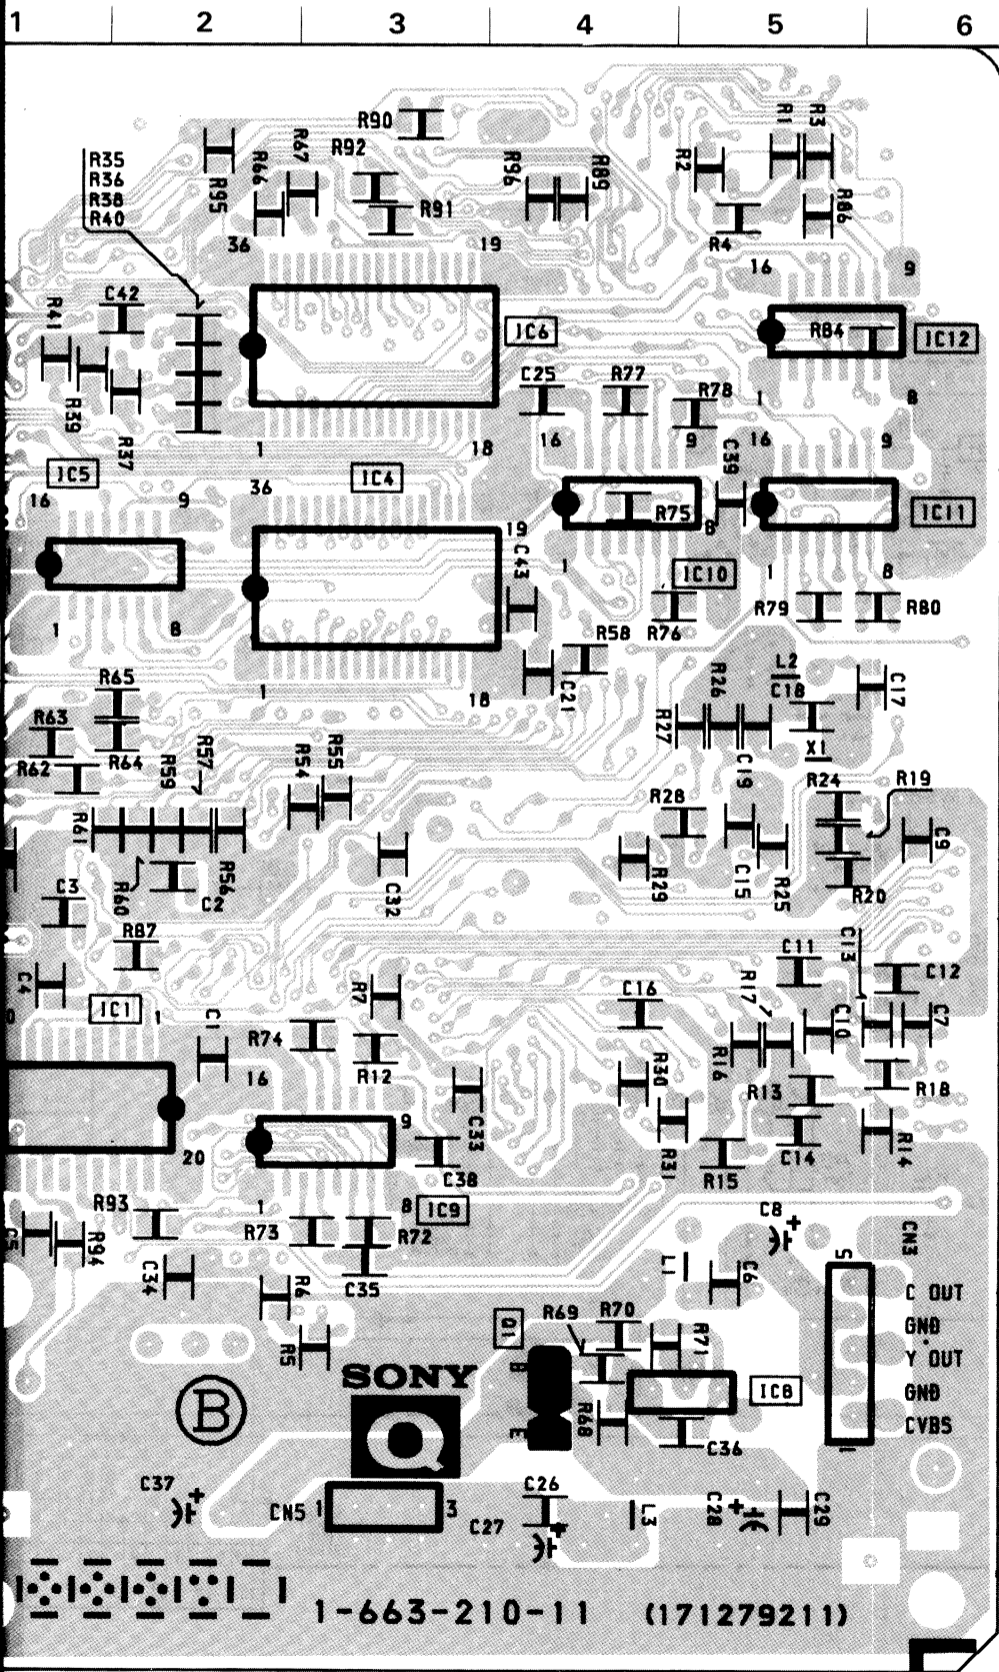 1 2 3 4 5 6
R90
R92
R67
R66
R95
R91
R96
R89
R1
R3
R2
R86
R4
R35
R36
R38
R40
36
19
16
9
R41
C42
IC6
R84
IC12
C25
R77
R78
1
8
R39
R37
1
18
16
9
C39
16
9
IC5
IC4
16
9
36
R75
IC11
19
8
C43
1
IC10
1
8
1
8
R58
R76
R79
R80
R65
1
18
C21
R26
L2
C18
C17
R63
R27
X1
R62
R64
R59
R57
R54
R55
C19
R24
R19
R28
R61
C9
C3
R60
C2
R56
C32
R29
C15
R25
R20
R87
C11
C13
C12
C4
R7
C16
R17
IC1
1
C1
R74
C10
C7
16
R12
R30
R16
R13
R18
9
C33
20
C38
R31
R15
C14
R14
R93
1
8
IC9
C8
CN3
C5
R94
R73
R72
L1
5
C34
R6
C35
C6
C OUT
Q1
R69
R70
GND
R5
R71
Y OUT
SONY
B
IC8
GND
B
Q
R68
E
C36
CVBS
1
C37
CN5 1
3
C27
C26
L3
C28
C29
1-663-210-11 (171279211)